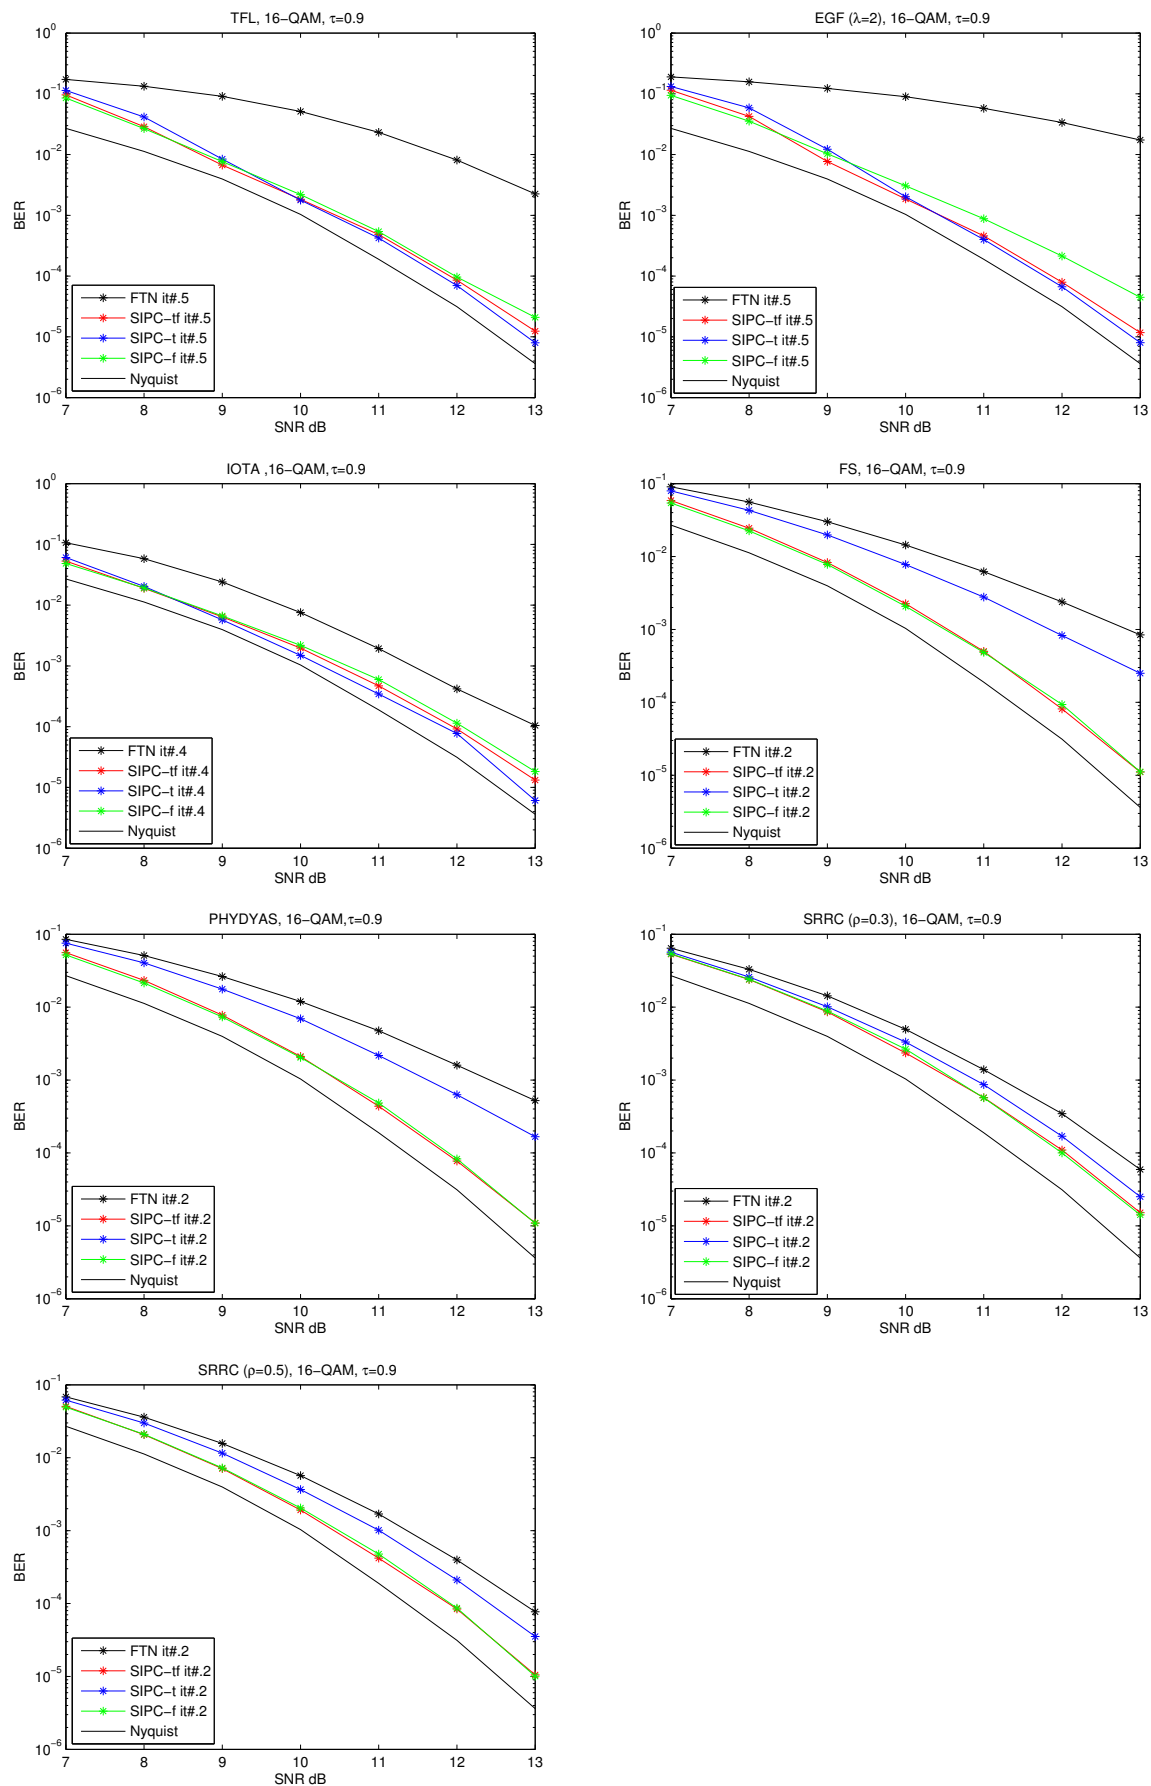 TFL, 16−QAM, τ=0.9
10^0
10^−1
10^−2
10^−3
10^−4
10^−5
10^−6
BER
7 8 9 10 11 12 13
SNR dB
FTN it#.5
SIPC−tf it#.5
SIPC−t it#.5
SIPC−f it#.5
Nyquist
EGF (λ=2), 16−QAM, τ=0.9
10^0
10^−1
10^−2
10^−3
10^−4
10^−5
10^−6
BER
7 8 9 10 11 12 13
SNR dB
FTN it#.5
SIPC−tf it#.5
SIPC−t it#.5
SIPC−f it#.5
Nyquist
IOTA ,16−QAM,τ=0.9
10^0
10^−1
10^−2
10^−3
10^−4
10^−5
10^−6
BER
7 8 9 10 11 12 13
SNR dB
FTN it#.4
SIPC−tf it#.4
SIPC−t it#.4
SIPC−f it#.4
Nyquist
FS, 16−QAM, τ=0.9
10^−1
10^−2
10^−3
10^−4
10^−5
10^−6
BER
7 8 9 10 11 12 13
SNR dB
FTN it#.2
SIPC−tf it#.2
SIPC−t it#.2
SIPC−f it#.2
Nyquist
PHYDYAS, 16−QAM,τ=0.9
10^−1
10^−2
10^−3
10^−4
10^−5
10^−6
BER
7 8 9 10 11 12 13
SNR dB
FTN it#.2
SIPC−tf it#.2
SIPC−t it#.2
SIPC−f it#.2
Nyquist
SRRC (ρ=0.3), 16−QAM, τ=0.9
10^−1
10^−2
10^−3
10^−4
10^−5
10^−6
BER
7 8 9 10 11 12 13
SNR dB
FTN it#.2
SIPC−tf it#.2
SIPC−t it#.2
SIPC−f it#.2
Nyquist
SRRC (ρ=0.5), 16−QAM, τ=0.9
10^−1
10^−2
10^−3
10^−4
10^−5
10^−6
BER
7 8 9 10 11 12 13
SNR dB
FTN it#.2
SIPC−tf it#.2
SIPC−t it#.2
SIPC−f it#.2
Nyquist